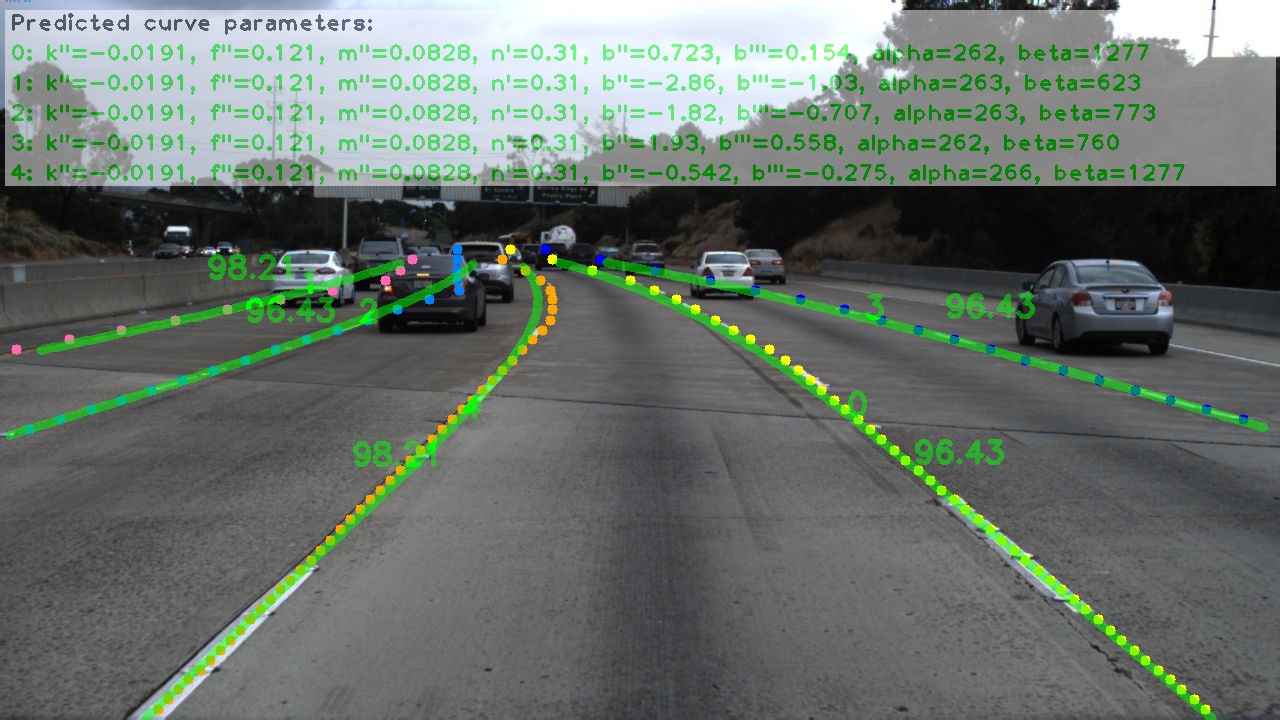 Predicted curve parameters:
0: k''=-0.0191, f''=0.121, m''=0.0828, n'=0.31, b''=0.723, b'''=0.154, alpha=262, beta=1277
1: k''=-0.0191, f''=0.121, m''=0.0828, n'=0.31, b''=-2.86, b'''=-1.03, alpha=263, beta=623
2: k''=-0.0191, f''=0.121, m''=0.0828, n'=0.31, b''=-1.82, b'''=-0.707, alpha=263, beta=773
3: k''=-0.0191, f''=0.121, m''=0.0828, n'=0.31, b''=1.93, b'''=0.558, alpha=262, beta=760
4: k''=-0.0191, f''=0.121, m''=0.0828, n'=0.31, b''=-0.542, b'''=-0.275, alpha=266, beta=1277
98.21 1
96.43 2
3 96.43
0
4
98.21
96.43